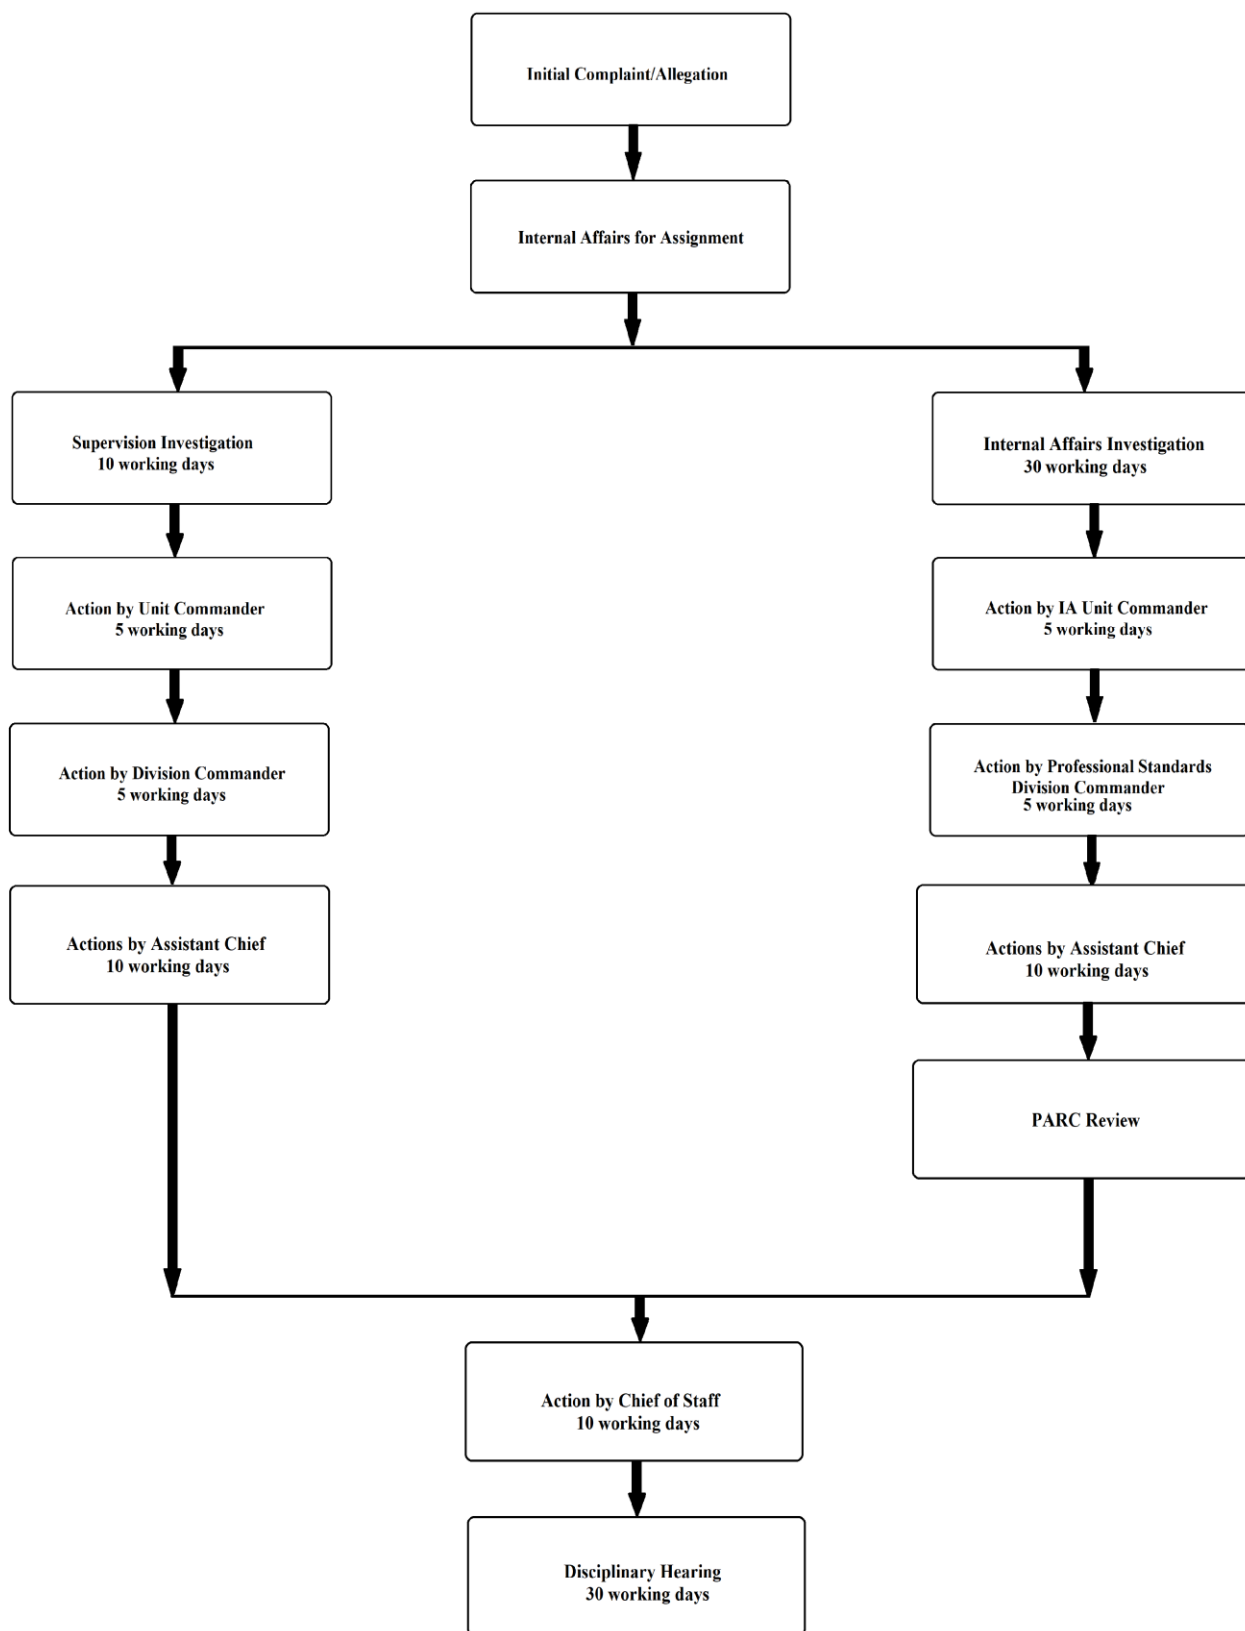 Initial Complaint/Allegation
Internal Affairs for Assignment
Supervision Investigation
10 working days
Internal Affairs Investigation
30 working days
Action by Unit Commander
5 working days
Action by IA Unit Commander
5 working days
Action by Division Commander
5 working days
Action by Professional Standards
Division Commander
5 working days
Actions by Assistant Chief
10 working days
Actions by Assistant Chief
10 working days
PARC Review
Action by Chief of Staff
10 working days
Disciplinary Hearing
30 working days